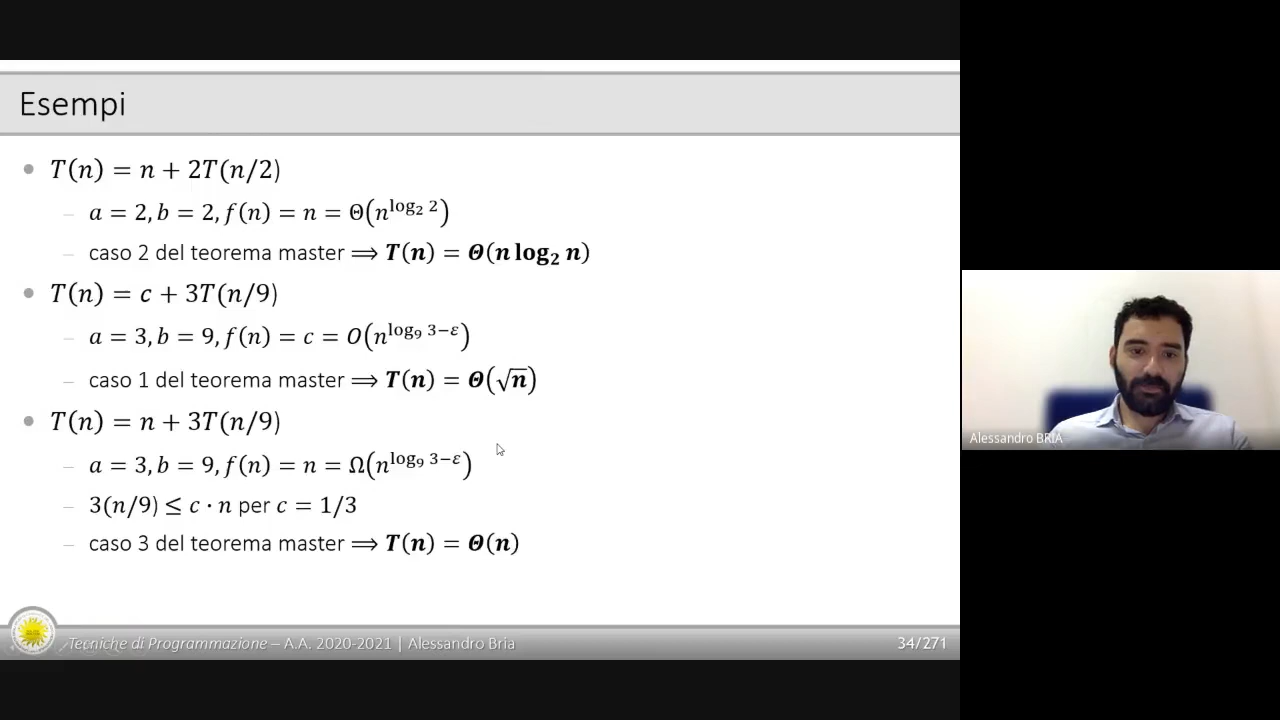 Esempi
T(n) = n + 2T(n/2)
a = 2, b = 2, f(n) = n = Θ(n^{log₂ 2})
caso 2 del teorema master ⟹ T(n) = Θ(n log₂ n)
T(n) = c + 3T(n/9)
a = 3, b = 9, f(n) = c = O(n^{log₉ 3−ε})
caso 1 del teorema master ⟹ T(n) = Θ(√n)
T(n) = n + 3T(n/9)
a = 3, b = 9, f(n) = n = Ω(n^{log₉ 3−ε})
3(n/9) ≤ c · n per c = 1/3
caso 3 del teorema master ⟹ T(n) = Θ(n)
Tecniche di Programmazione – A.A. 2020-2021 | Alessandro Bria
34/271
Alessandro BRIA